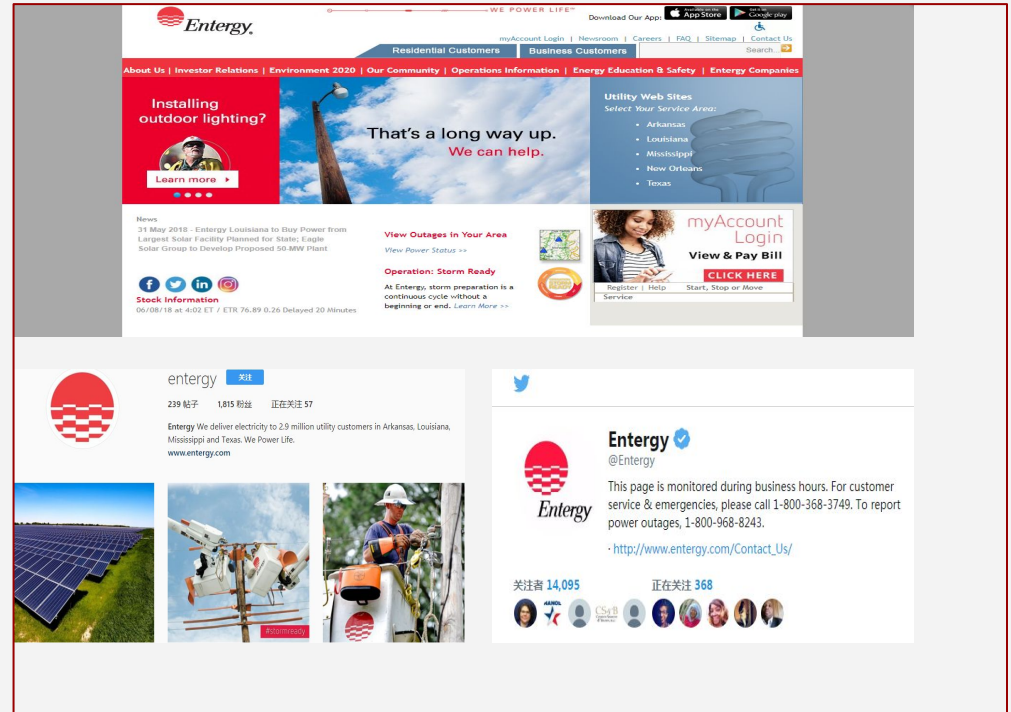 Entergy
WE POWER LIFE℠
Download Our App:
Available on the
App Store
Get it on
Google play
myAccount Login | Newsroom | Careers | FAQ | Sitemap | Contact Us
Residential Customers
Business Customers
Search...
About Us | Investor Relations | Environment 2020 | Our Community | Operations Information | Energy Education & Safety | Entergy Companies
Installing
outdoor lighting?
Learn more
That's a long way up.
We can help.
Utility Web Sites
Select Your Service Area:
• Arkansas
• Louisiana
• Mississippi
• New Orleans
• Texas
News
31 May 2018 - Entergy Louisiana to Buy Power from
Largest Solar Facility Planned for State; Eagle
Solar Group to Develop Proposed 50-MW Plant
Stock Information
06/08/18 at 4:02 ET / ETR 76.89 0.26 Delayed 20 Minutes
View Outages in Your Area
View Power Status >>
Operation: Storm Ready
At Entergy, storm preparation is a
continuous cycle without a
beginning or end. Learn More >>
STORM
READY
myAccount
Login
View & Pay Bill
CLICK HERE
Register | Help
Start, Stop or Move
Service
entergy 关注
239 帖子 1,815 粉丝 正在关注 57
Entergy We deliver electricity to 2.9 million utility customers in Arkansas, Louisiana,
Mississippi and Texas. We Power Life.
www.entergy.com
#stormready
Entergy
Entergy
@Entergy
This page is monitored during business hours. For customer
service & emergencies, please call 1-800-368-3749. To report
power outages, 1-800-968-8243.
· http://www.entergy.com/Contact_Us/
关注者 14,095 正在关注 368